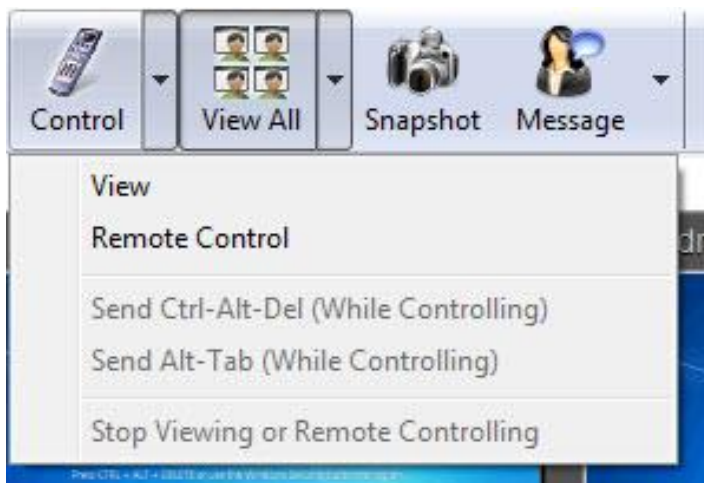 Control
View All
Snapshot
Message
View
Remote Control
dr
Send Ctrl-Alt-Del (While Controlling)
Send Alt-Tab (While Controlling)
Stop Viewing or Remote Controlling